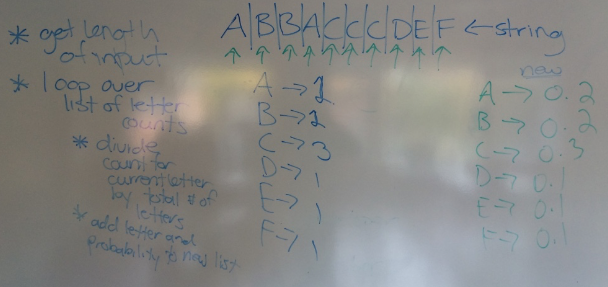 * get length
of input
A|B|B|A|C|C|C|D|E|F ← string
* loop over
list of letter
counts
* divide
count for
current letter
by total # of
letters
* add letter and
probability to new list
A → 2
B → 2
C → 3
D → 1
E → 1
F → 1
new
A → 0.2
B → 0.2
C → 0.3
D → 0.1
E → 0.1
F → 0.1